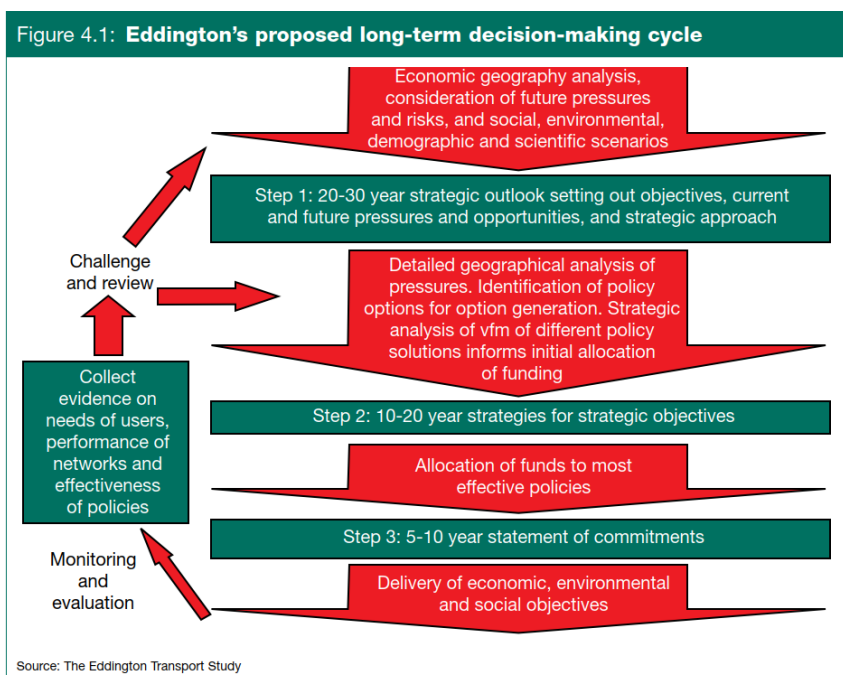 Figure 4.1: Eddington's proposed long-term decision-making cycle
Economic geography analysis,
consideration of future pressures
and risks, and social, environmental,
demographic and scientific scenarios
Step 1: 20-30 year strategic outlook setting out objectives, current
and future pressures and opportunities, and strategic approach
Challenge
and review
Detailed geographical analysis of
pressures. Identification of policy
options for option generation. Strategic
analysis of vfm of different policy
solutions informs initial allocation
of funding
Collect
evidence on
needs of users,
performance of
networks and
effectiveness
of policies
Step 2: 10-20 year strategies for strategic objectives
Allocation of funds to most
effective policies
Step 3: 5-10 year statement of commitments
Monitoring
and
evaluation
Delivery of economic, environmental
and social objectives
Source: The Eddington Transport Study